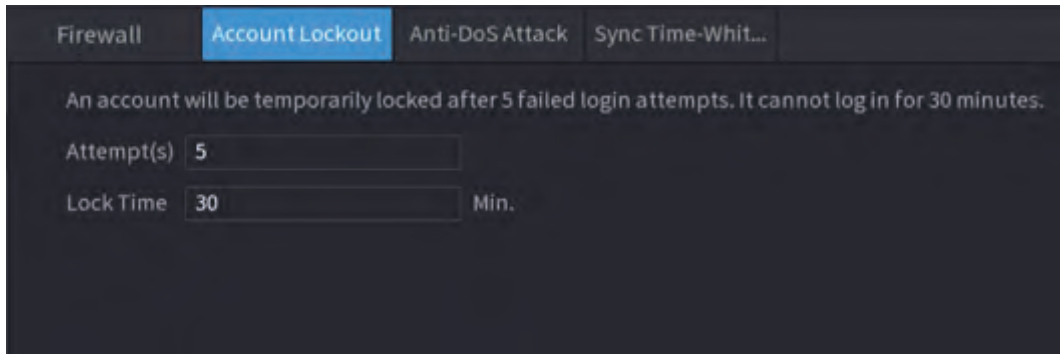 Firewall Account Lockout Anti-DoS Attack Sync Time-Whit...
An account will be temporarily locked after 5 failed login attempts. It cannot log in for 30 minutes.
Attempt(s) 5
Lock Time 30 Min.